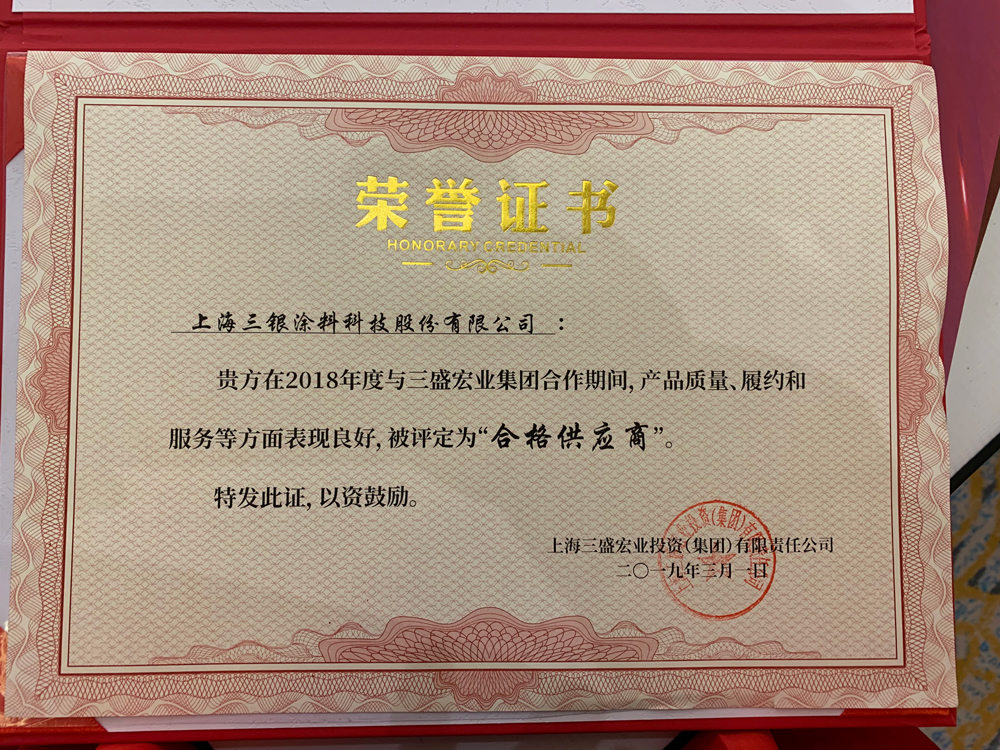 荣誉证书
HONORARY CREDENTIAL
上海三银涂料科技股份有限公司：
贵方在2018年度与三盛宏业集团合作期间,产品质量、履约和
服务等方面表现良好,被评定为“合格供应商”。
特发此证,以资鼓励。
上海三盛宏业投资(集团)有限责任公司
二〇一九年三月一日